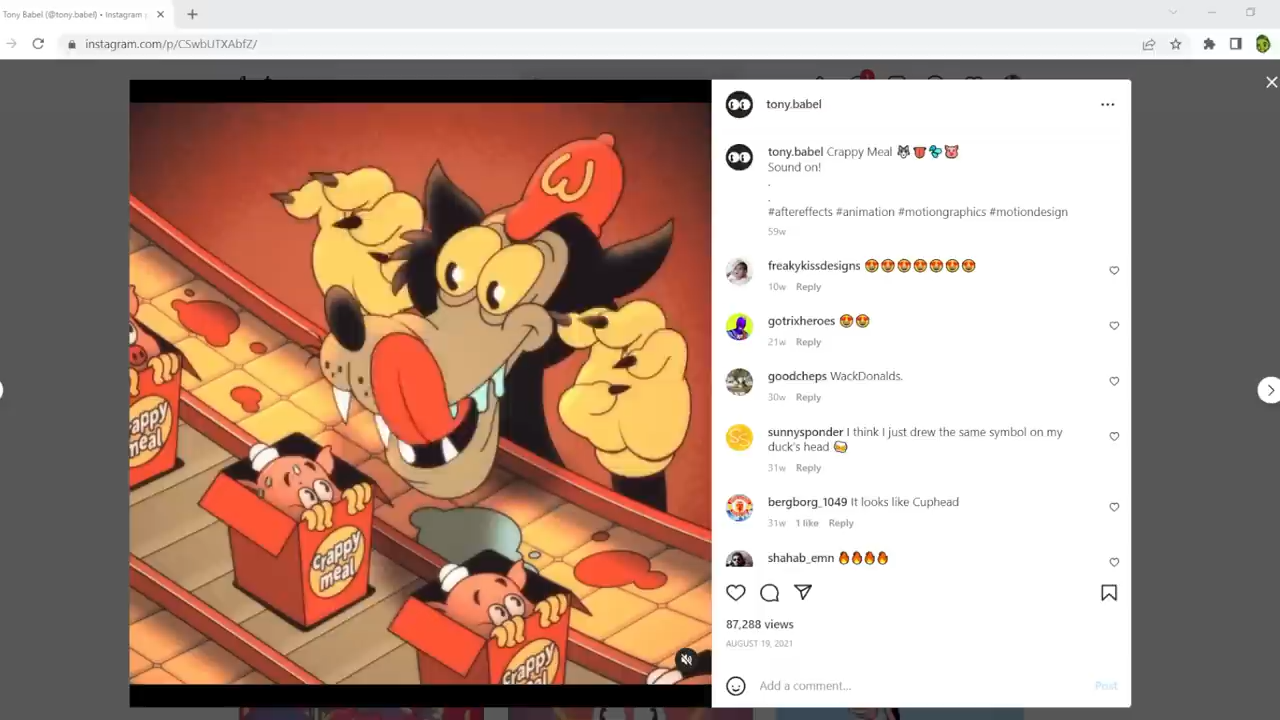 Tony Babel (@tony.babel) • Instagram
instagram.com/p/CSwbUTXAbfZ/
tony.babel
tony.babel Crappy Meal 🐺👅💦🐷
Sound on!
.
.
#aftereffects #animation #motiongraphics #motiondesign
59w
freakykissdesigns 😍😍😍😍😍😍😍
10w Reply
gotrixheroes 😍😍
21w Reply
goodcheps WackDonalds.
30w Reply
sunnysponder I think I just drew the same symbol on my
duck's head 🍻
31w Reply
bergborg_1049 It looks like Cuphead
31w 1 like Reply
shahab_emn 🔥🔥🔥🔥
87,288 views
AUGUST 19, 2021
Add a comment...
Post
crappy
meal
crappy
meal
crappy
meal